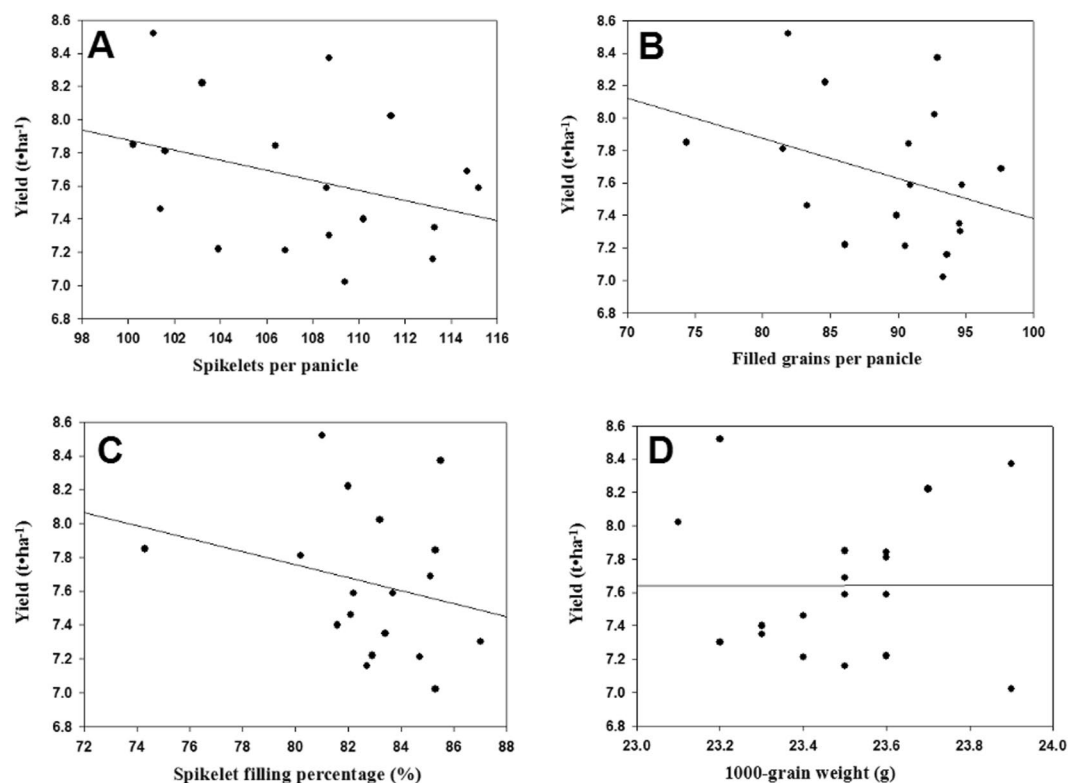 A
8.6
8.4
8.2
8.0
7.8
7.6
7.4
7.2
7.0
6.8
Yield (t•ha⁻¹)
98 100 102 104 106 108 110 112 114 116
Spikelets per panicle
B
8.6
8.4
8.2
8.0
7.8
7.6
7.4
7.2
7.0
6.8
Yield (t•ha⁻¹)
70 75 80 85 90 95 100
Filled grains per panicle
C
8.6
8.4
8.2
8.0
7.8
7.6
7.4
7.2
7.0
6.8
Yield (t•ha⁻¹)
72 74 76 78 80 82 84 86 88
Spikelet filling percentage (%)
D
8.6
8.4
8.2
8.0
7.8
7.6
7.4
7.2
7.0
6.8
Yield (t•ha⁻¹)
23.0 23.2 23.4 23.6 23.8 24.0
1000-grain weight (g)